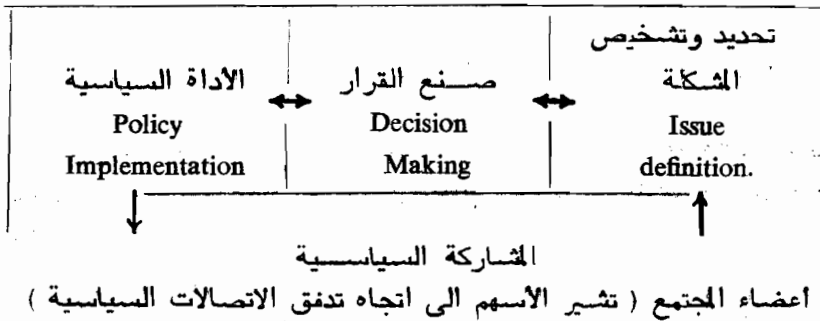 تحديد وتشخيص
المشكلة
Issue
definition.
صنع القرار
Decision
Making
الأداة السياسية
Policy
Implementation
المشاركة السياسية
أعضاء المجتمع ( تشير الأسهم الى اتجاه تدفق الاتصالات السياسية )